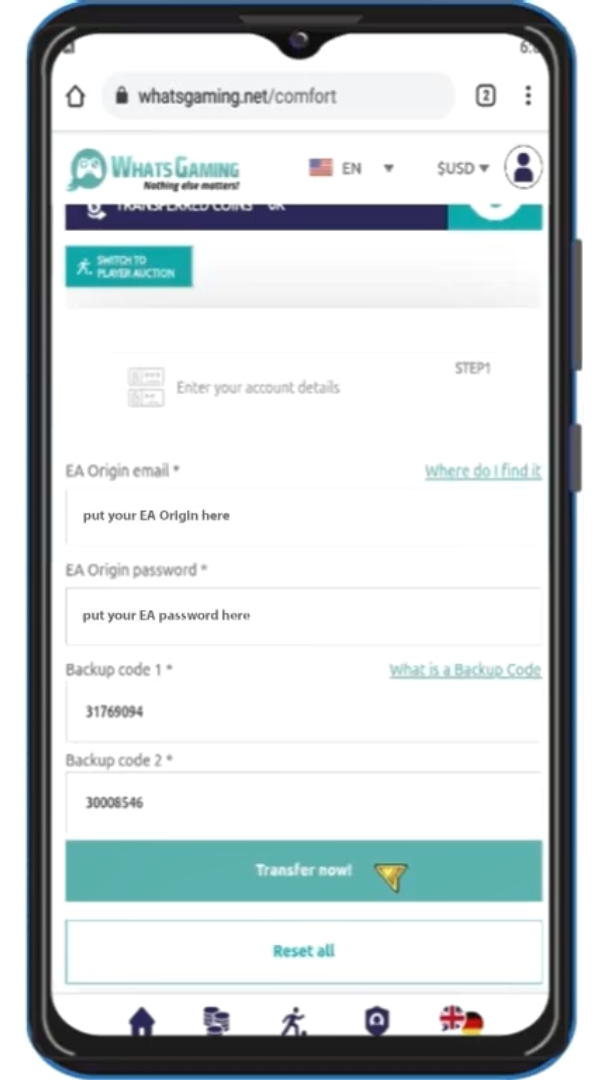 whatsgaming.net/comfort
2
WHATSGAMING
Nothing else matters!
EN
$USD
TRANSFERRED COINS 0K
SWITCH TO
PLAYER AUCTION
STEP1
Enter your account details
EA Origin email *
Where do I find it
put your EA Origin here
EA Origin password *
put your EA password here
Backup code 1 *
What is a Backup Code
31769094
Backup code 2 *
30008546
Transfer now!
Reset all